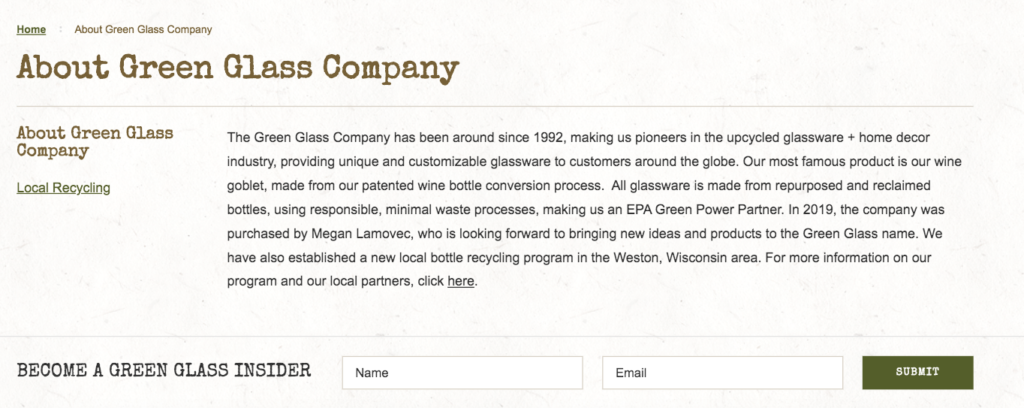 Home : About Green Glass Company
About Green Glass Company
About Green Glass
Company
Local Recycling
The Green Glass Company has been around since 1992, making us pioneers in the upcycled glassware + home decor
industry, providing unique and customizable glassware to customers around the globe. Our most famous product is our wine
goblet, made from our patented wine bottle conversion process.  All glassware is made from repurposed and reclaimed
bottles, using responsible, minimal waste processes, making us an EPA Green Power Partner. In 2019, the company was
purchased by Megan Lamovec, who is looking forward to bringing new ideas and products to the Green Glass name. We
have also established a new local bottle recycling program in the Weston, Wisconsin area. For more information on our
program and our local partners, click here.
BECOME A GREEN GLASS INSIDER Name Email SUBMIT